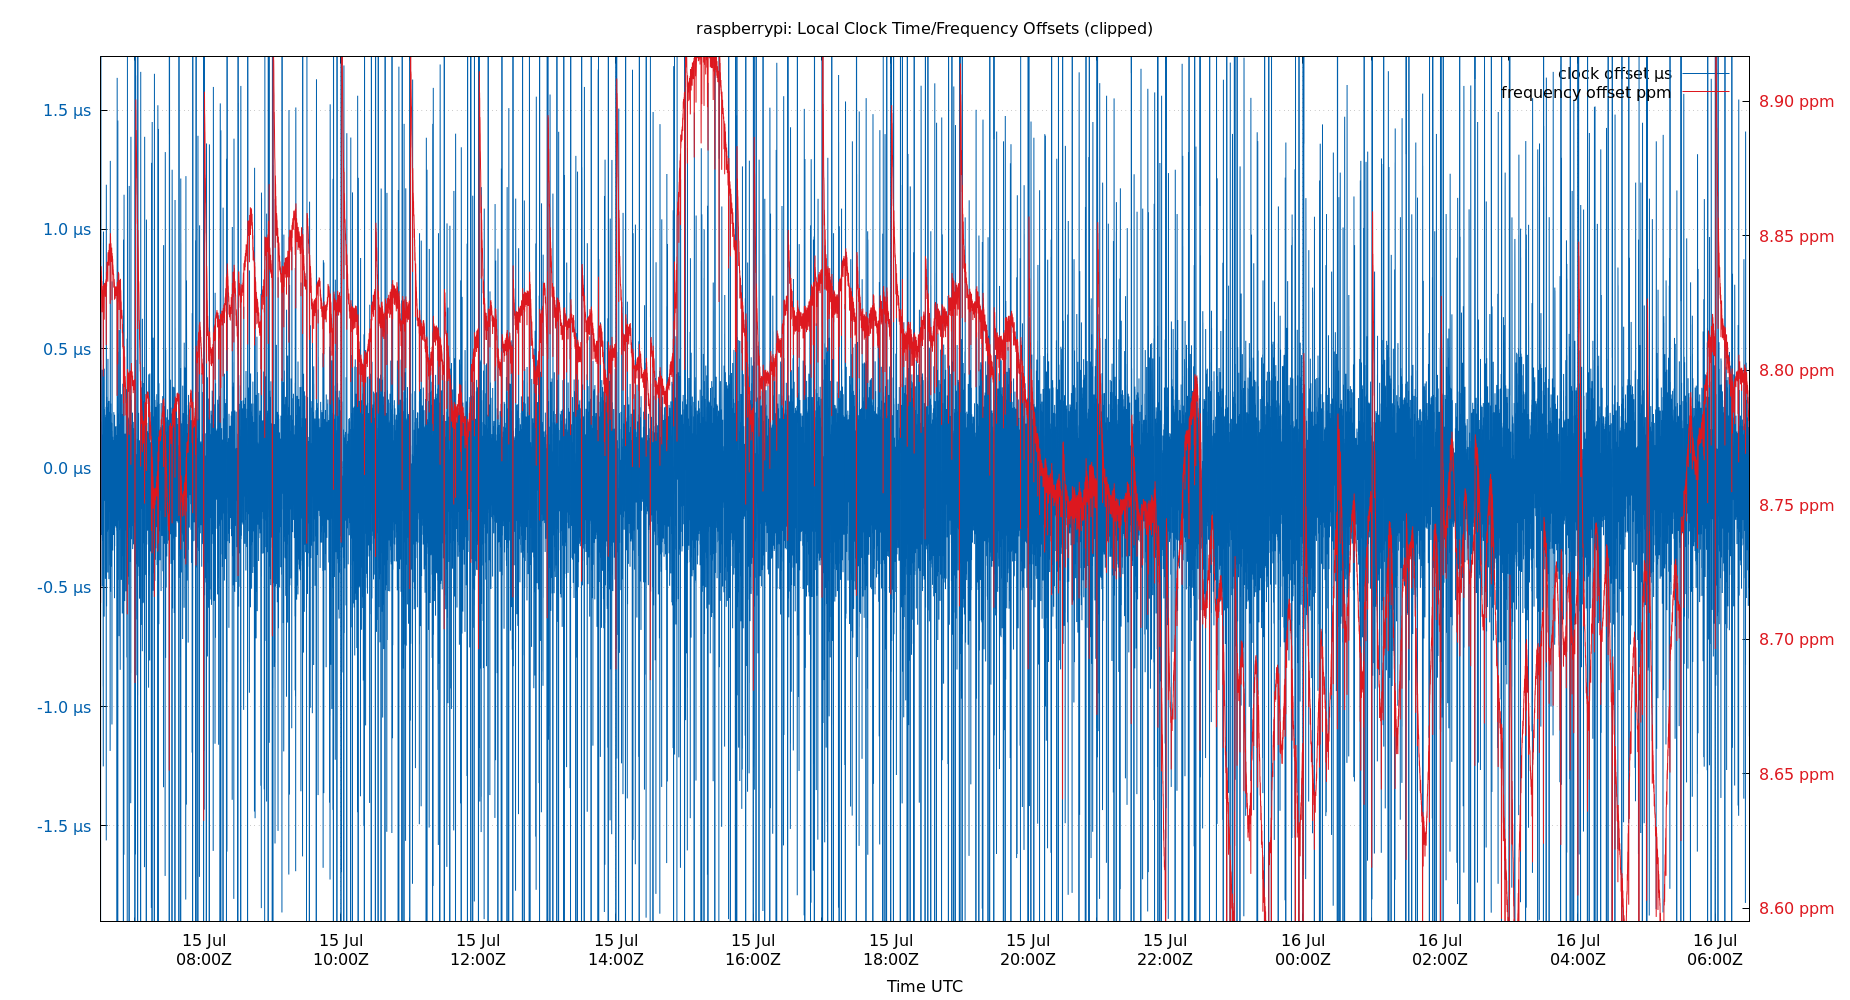 raspberrypi: Local Clock Time/Frequency Offsets (clipped)
clock offset µs
frequency offset ppm
1.5 µs
1.0 µs
0.5 µs
0.0 µs
-0.5 µs
-1.0 µs
-1.5 µs
8.90 ppm
8.85 ppm
8.80 ppm
8.75 ppm
8.70 ppm
8.65 ppm
8.60 ppm
15 Jul
08:00Z
15 Jul
10:00Z
15 Jul
12:00Z
15 Jul
14:00Z
15 Jul
16:00Z
15 Jul
18:00Z
15 Jul
20:00Z
15 Jul
22:00Z
16 Jul
00:00Z
16 Jul
02:00Z
16 Jul
04:00Z
16 Jul
06:00Z
Time UTC